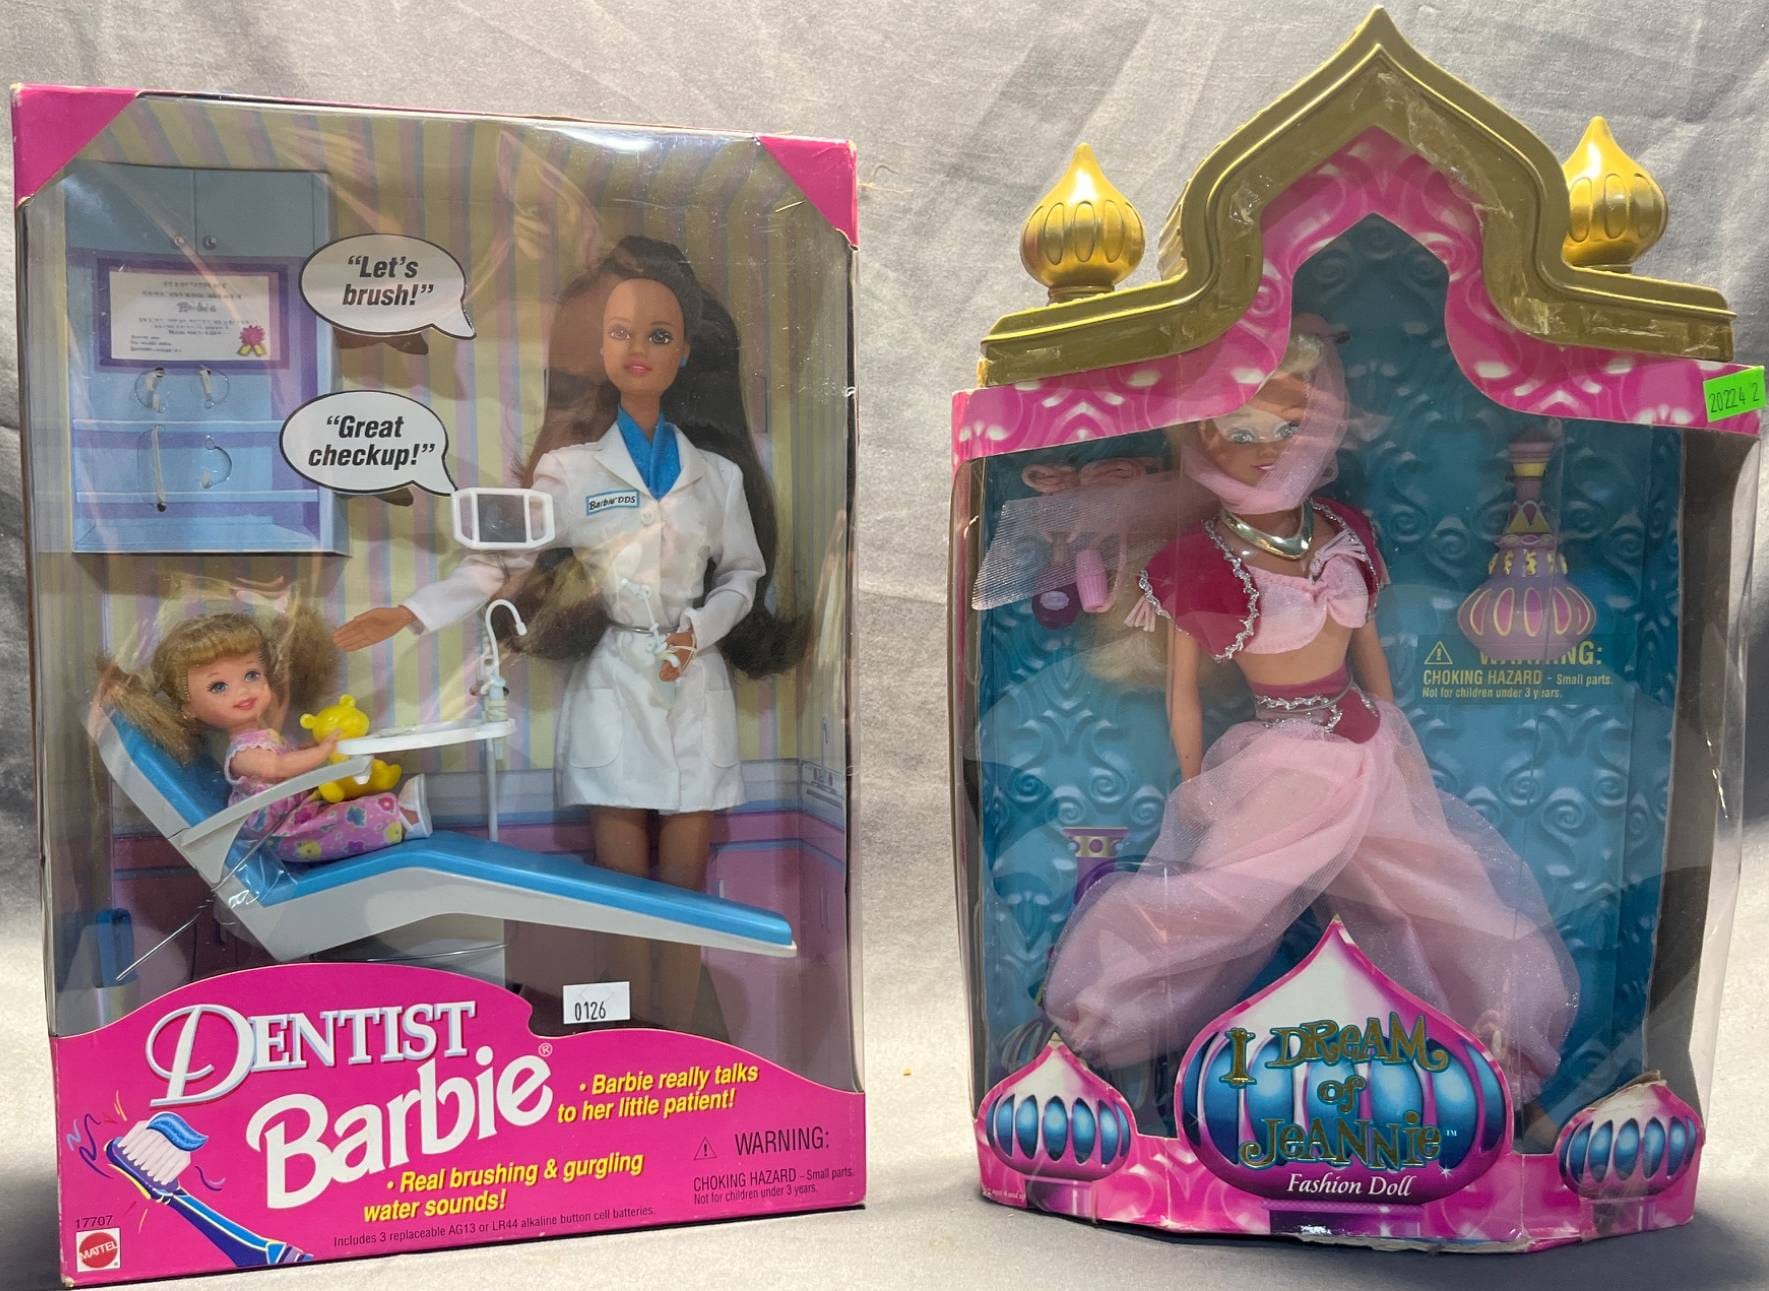 “Let’s
brush!”
“Great
checkup!”
Barbie® DDS
0126
DENTIST
Barbie®
• Barbie really talks
to her little patient!
• Real brushing & gurgling
water sounds!
⚠ WARNING:
CHOKING HAZARD – Small parts.
Not for children under 3 years.
17707
MATTEL
Includes 3 replaceable AG13 or LR44 alkaline button cell batteries.
20224 2
⚠ WARNING:
CHOKING HAZARD - Small parts.
Not for children under 3 years.
I DREAM
of
JEANNIE™
Fashion Doll